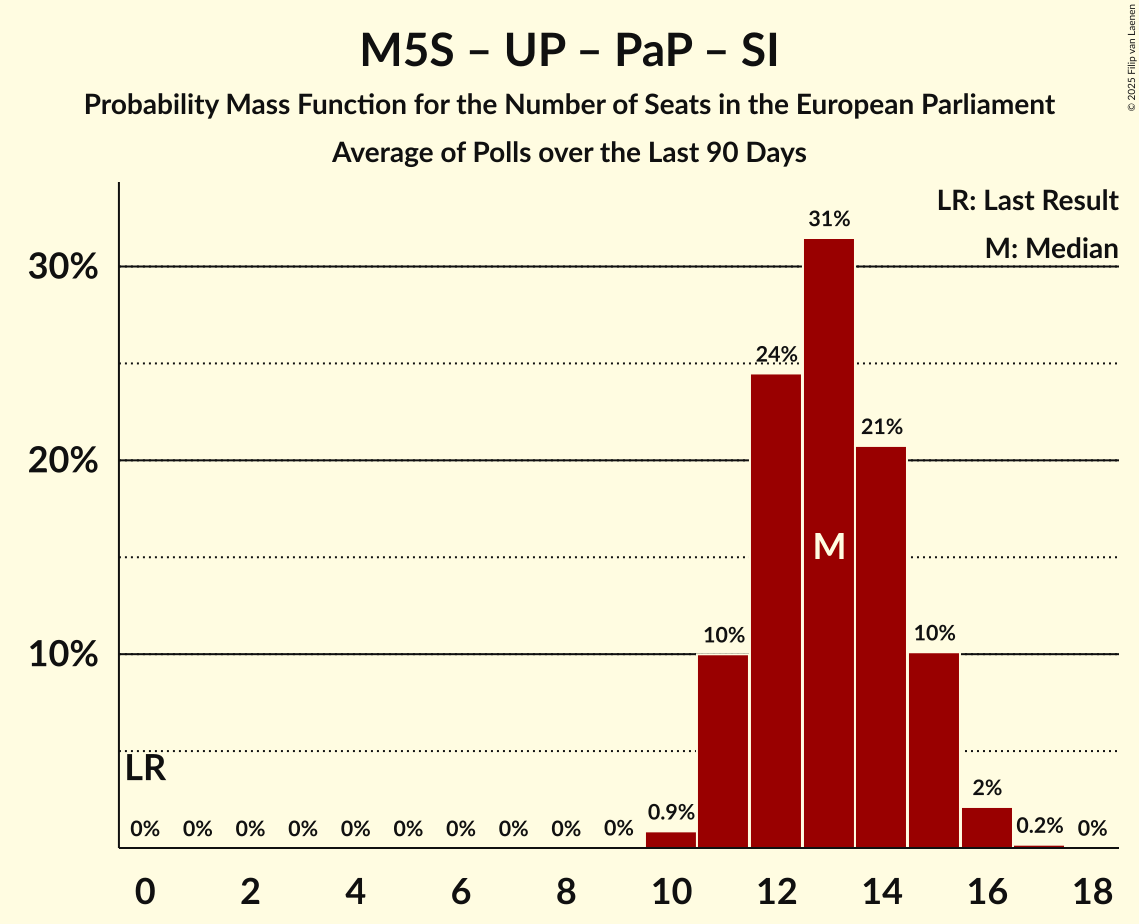 M5S – UP – PaP – SI
Probability Mass Function for the Number of Seats in the European Parliament
Average of Polls over the Last 90 Days
© 2025 Filip van Laenen
LR: Last Result
M: Median
31%
30%
24%
21%
20%
M
10%
10%
10%
LR
2%
0% 0% 0% 0% 0% 0% 0% 0% 0% 0% 0.9% 0.2% 0%
0 2 4 6 8 10 12 14 16 18